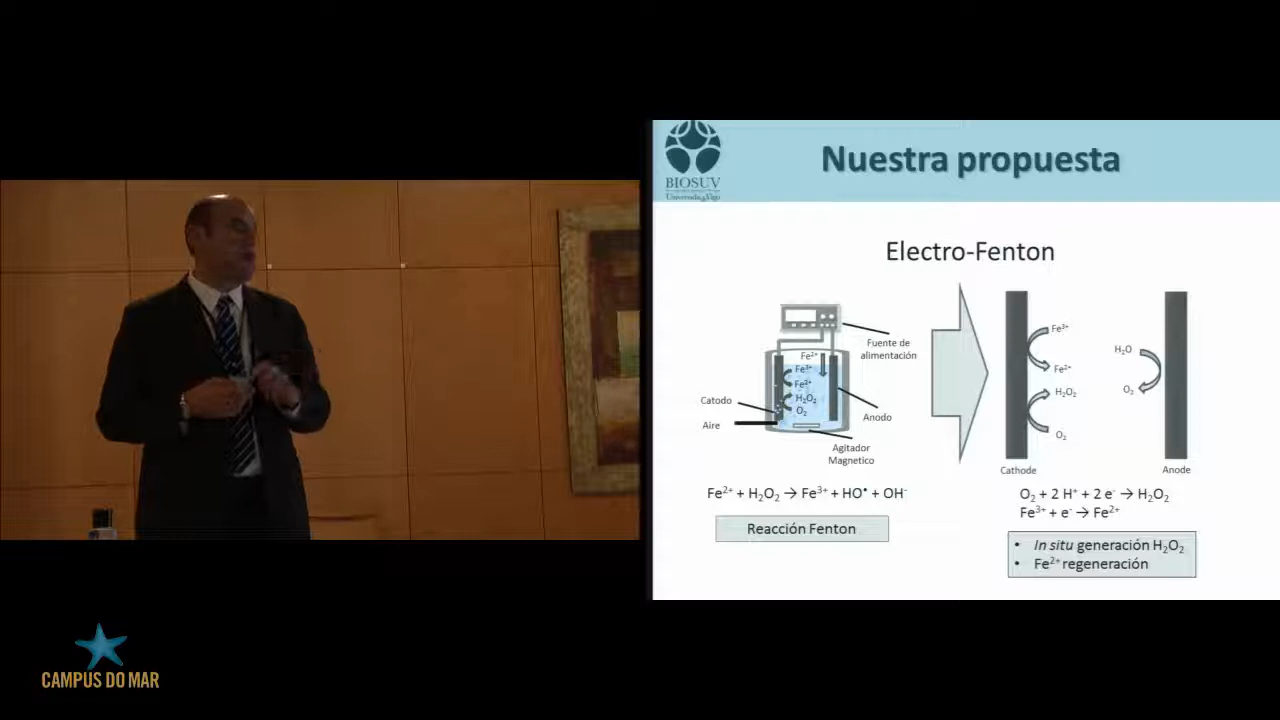 BIOSUV
Universida de Vigo
Nuestra propuesta
Electro-Fenton
Fuente de
alimentación
Fe²⁺
Fe³⁺
Fe²⁺
H₂O₂
O₂
Catodo
Aire
Anodo
Agitador
Magnetico
Fe³⁺
Fe²⁺
H₂O₂
O₂
H₂O
O₂
Cathode
Anode
Fe²⁺ + H₂O₂ → Fe³⁺ + HO• + OH⁻
Reacción Fenton
O₂ + 2 H⁺ + 2 e⁻ → H₂O₂
Fe³⁺ + e⁻ → Fe²⁺
• In situ generación H₂O₂
• Fe²⁺ regeneración
CAMPUS DO MAR